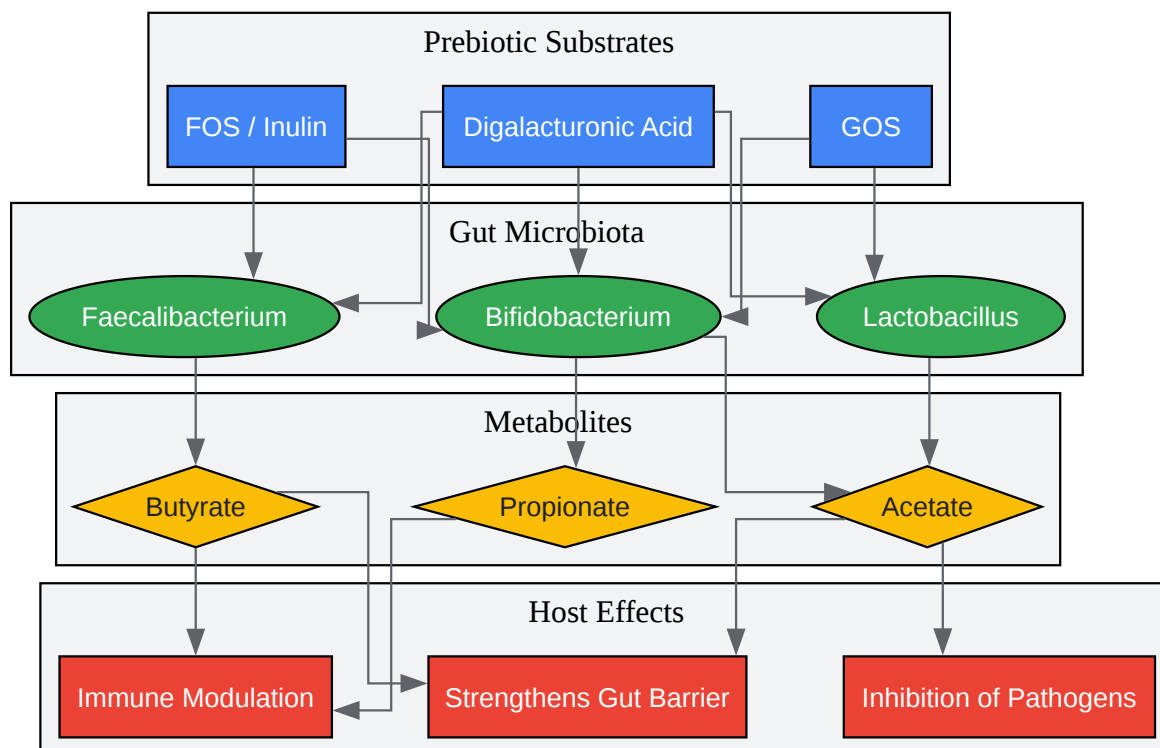 Prebiotic Substrates
FOS / Inulin
Digalacturonic Acid
GOS
Gut Microbiota
Faecalibacterium
Bifidobacterium
Lactobacillus
Metabolites
Butyrate
Propionate
Acetate
Host Effects
Immune Modulation
Strengthens Gut Barrier
Inhibition of Pathogens